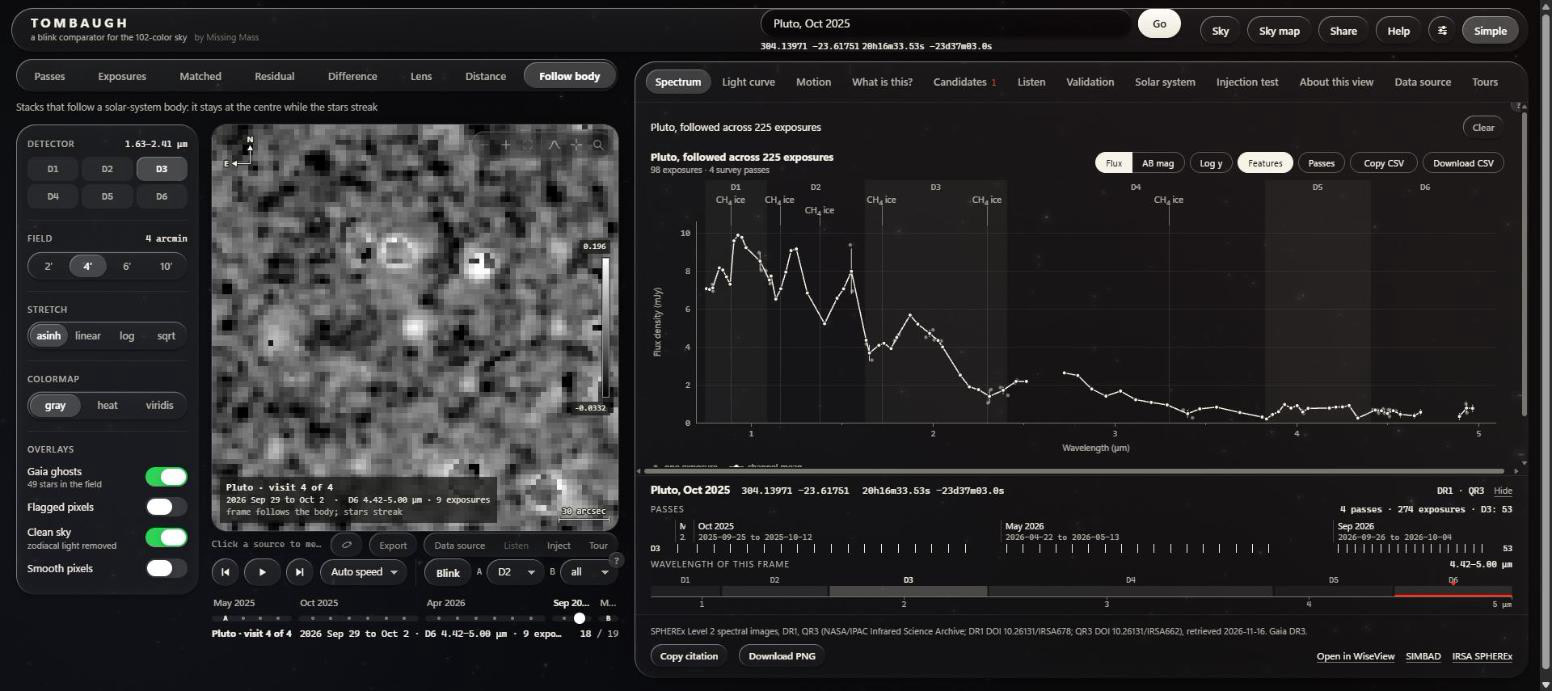 TOMBAUGH
a blink comparator for the 102-color sky by Missing Mass
Pluto, Oct 2025
Go
304.13971 −23.61751 20h16m33.53s −23d37m03.0s
Sky
Sky map
Share
Help
Simple
Passes
Exposures
Matched
Residual
Difference
Lens
Distance
Follow body
Stacks that follow a solar-system body: it stays at the centre while the stars streak
DETECTOR 1.63–2.41 μm
D1 D2 D3
D4 D5 D6
FIELD 4 arcmin
2' 4' 6' 10'
STRETCH
asinh linear log sqrt
COLORMAP
gray heat viridis
OVERLAYS
Gaia ghosts
49 stars in the field
Flagged pixels
Clean sky
zodiacal light removed
Smooth pixels
N
E
0.196
-0.0332
Pluto · visit 4 of 4
2026 Sep 29 to Oct 2 · D6 4.42–5.00 μm · 9 exposures
frame follows the body; stars streak
30 arcsec
Click a source to me…
Export
Data source
Listen
Inject
Tour
?
Auto speed
Blink
A D2
B all
May 2025 Oct 2025 Apr 2026 Sep 20… M…
A B
Pluto · visit 4 of 4 2026 Sep 29 to Oct 2 · D6 4.42–5.00 μm · 9 expo… 18 / 19
Spectrum
Light curve
Motion
What is this?
Candidates 1
Listen
Validation
Solar system
Injection test
About this view
Data source
Tours
Pluto, followed across 225 exposures
Clear
Pluto, followed across 225 exposures
98 exposures · 4 survey passes
Flux
AB mag
Log y
Features
Passes
Copy CSV
Download CSV
D1 D2 D3 D4 D5 D6
CH4 ice CH4 ice CH4 ice CH4 ice CH4 ice
CH4 ice
10
8
6
4
2
0
Flux density (mJy)
1 2 3 4 5
Wavelength (μm)
one exposure channel mean
Pluto, Oct 2025 304.13971 −23.61751 20h16m33.53s −23d37m03.0s
DR1 · QR3 Hide
PASSES 4 passes · 274 exposures · D3: 53
Oct 2025 May 2026 Sep 2026
2025-09-25 to 2025-10-12 2026-04-22 to 2026-05-13 2026-09-26 to 2026-10-04
D3 53
WAVELENGTH OF THIS FRAME 4.42–5.00 μm
D1 D2 D3 D4 D5 D6
1 2 3 4 5 μm
SPHEREx Level 2 spectral images, DR1, QR3 (NASA/IPAC Infrared Science Archive; DR1 DOI 10.26131/IRSA678; QR3 DOI 10.26131/IRSA662), retrieved 2026-11-16. Gaia DR3.
Copy citation
Download PNG
Open in WiseView
SIMBAD
IRSA SPHEREx